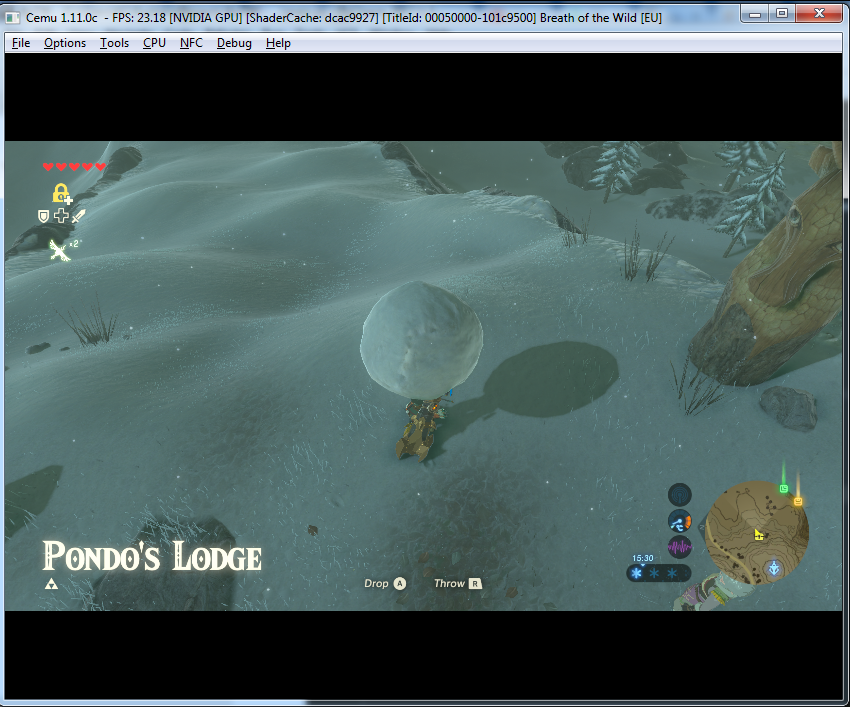 Cemu 1.11.0c - FPS: 23.18 [NVIDIA GPU] [ShaderCache: dcac9927] [TitleId: 00050000-101c9500] Breath of the Wild [EU]
File Options Tools CPU NFC Debug Help
×2
15:30
Pondo's Lodge
Drop A Throw R